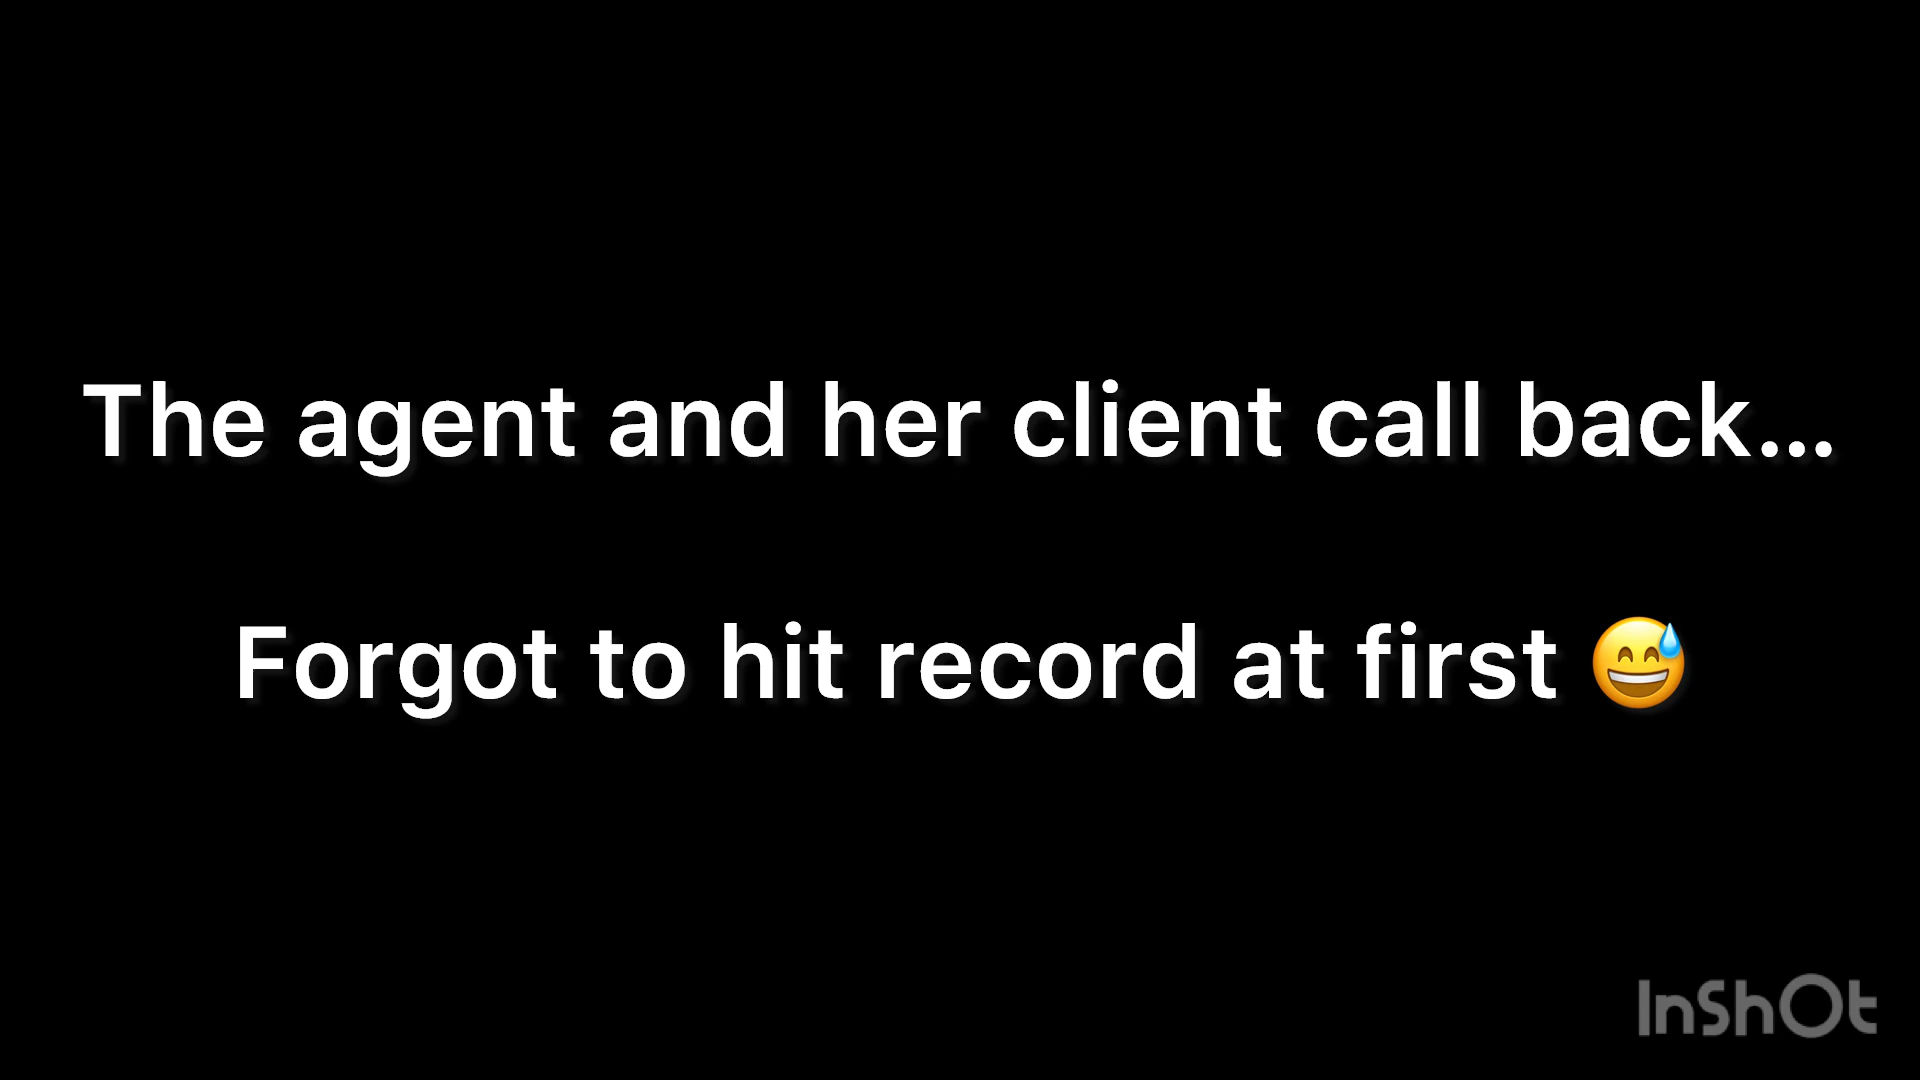 The agent and her client call back...
Forgot to hit record at first 😅
InShOt